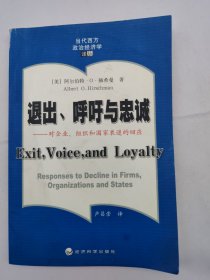 当代西方
政治经济学
译丛
[美] 阿尔伯特·O·赫希曼 著
Albert O. Hirschman
退出、呼吁与忠诚
——对企业、组织和国家衰退的回应
Exit,Voice,and Loyalty
Responses to Decline in Firms,
Organizations and States
卢昌崇 译
经济科学出版社